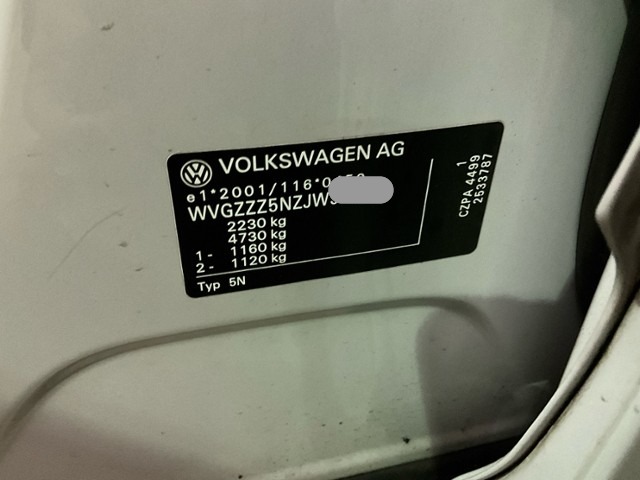 VOLKSWAGEN AG
e1*2001/116*0450
WVGZZZ5NZJW
2230 kg
4730 kg
1- 1160 kg
2- 1120 kg
Typ 5N
1
CZPA 4499
2533787